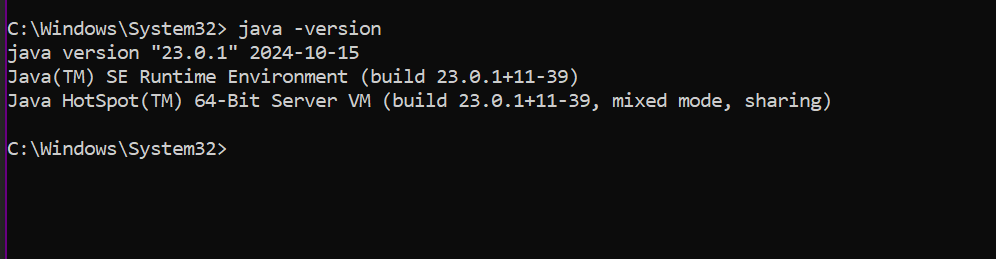 C:\Windows\System32> java -version
java version "23.0.1" 2024-10-15
Java(TM) SE Runtime Environment (build 23.0.1+11-39)
Java HotSpot(TM) 64-Bit Server VM (build 23.0.1+11-39, mixed mode, sharing)
C:\Windows\System32>